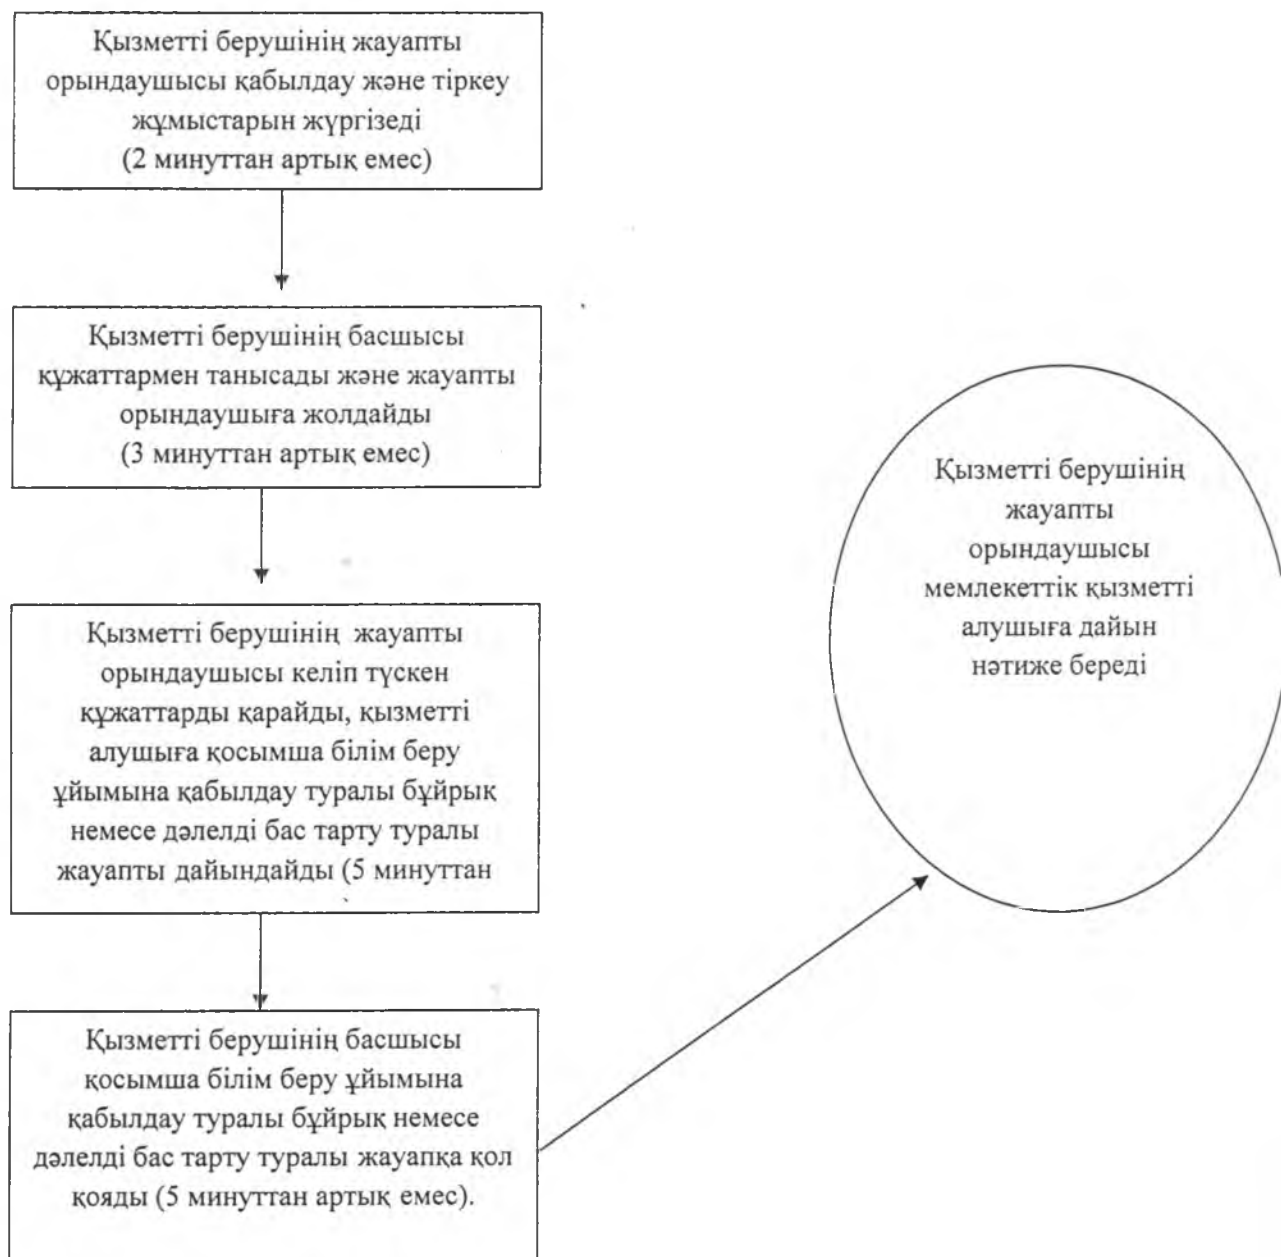 Қызметті берушінің жауапты
орындаушысы қабылдау және тіркеу
жұмыстарын жүргізеді
(2 минуттан артық емес)
Қызметті берушінің басшысы
құжаттармен танысады және жауапты
орындаушыға жолдайды
(3 минуттан артық емес)
Қызметті берушінің жауапты
орындаушысы келіп түскен
құжаттарды қарайды, қызметті
алушыға қосымша білім беру
ұйымына қабылдау туралы бұйрық
немесе дәлелді бас тарту туралы
жауапты дайындайды (5 минуттан
Қызметті берушінің басшысы
қосымша білім беру ұйымына
қабылдау туралы бұйрық немесе
дәлелді бас тарту туралы жауапқа қол
қояды (5 минуттан артық емес).
Қызметті берушінің
жауапты
орындаушысы
мемлекеттік қызметті
алушыға дайын
нәтиже береді